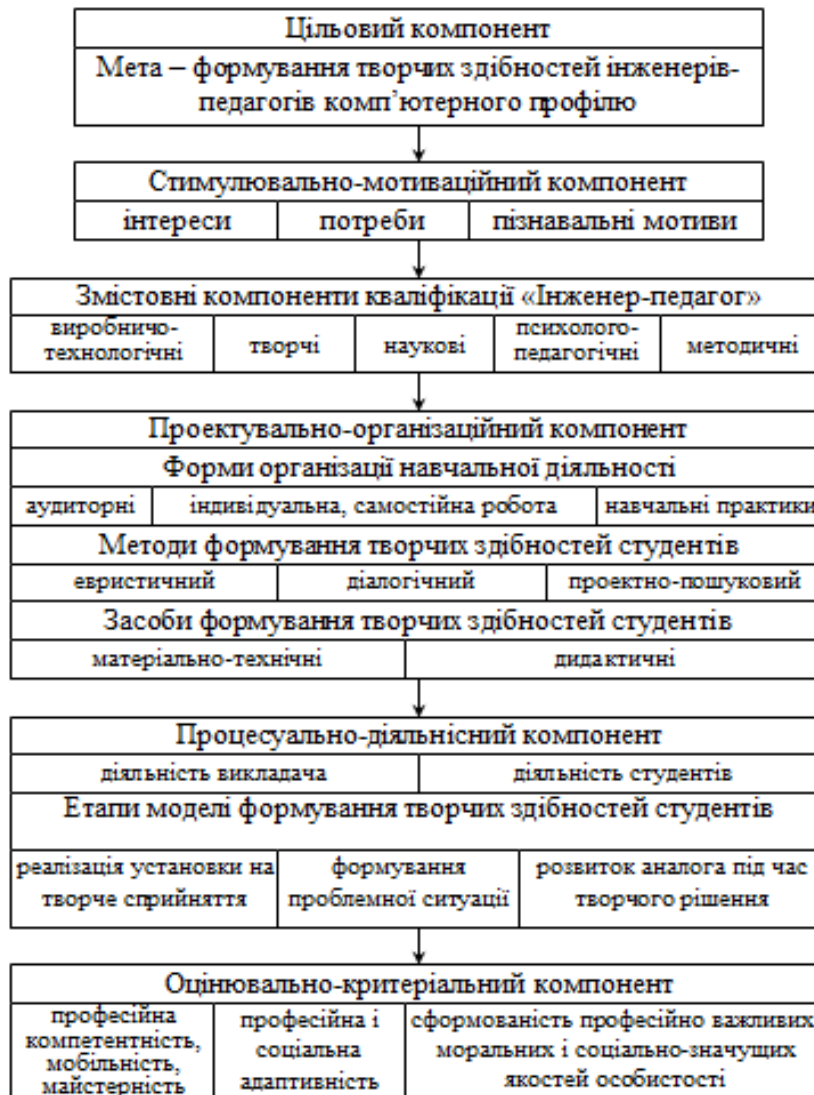 Цільовий компонент
Мета – формування творчих здібностей інженерів-
педагогів комп’ютерного профілю
Стимулювально-мотиваційний компонент
інтереси потреби пізнавальні мотиви
Змістовні компоненти кваліфікації «Інженер-педагог»
виробничо-
технологічні
творчі
наукові
психолого-
педагогічні
методичні
Проектувально-організаційний компонент
Форми організації навчальної діяльності
аудиторні індивідуальна, самостійна робота навчальні практики
Методи формування творчих здібностей студентів
евристичний діалогічний проектно-пошуковий
Засоби формування творчих здібностей студентів
матеріально-технічні дидактичні
Процесуально-діяльнісний компонент
діяльність викладача діяльність студентів
Етапи моделі формування творчих здібностей студентів
реалізація установки на
творче сприйняття
формування
проблемної ситуації
розвиток аналога під час
творчого рішення
Оцінювально-критеріальний компонент
професійна
компетентність,
мобільність,
майстерність
професійна і
соціальна
адаптивність
сформованість професійно важливих
моральних і соціально-значущих
якостей особистості